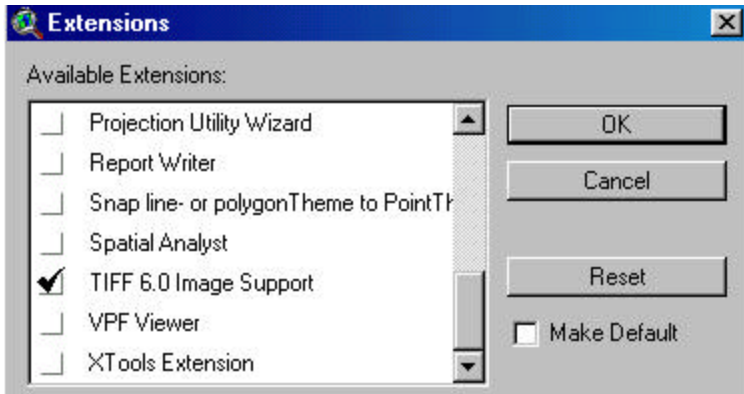 Extensions
Available Extensions:
Projection Utility Wizard
Report Writer
Snap line- or polygonTheme to PointTh
Spatial Analyst
TIFF 6.0 Image Support
VPF Viewer
XTools Extension
OK
Cancel
Reset
Make Default